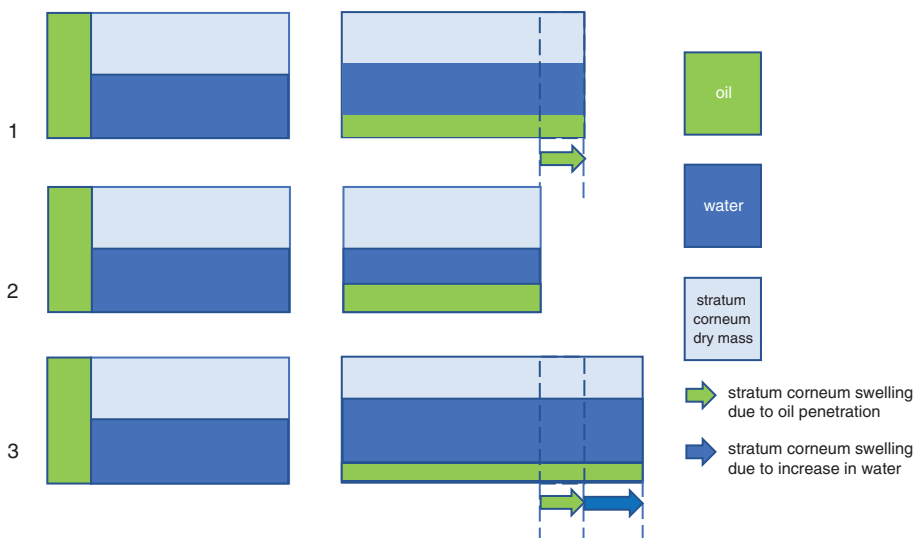 1
2
3
oil
water
stratum
corneum
dry mass
stratum corneum swelling
due to oil penetration
stratum corneum swelling
due to increase in water